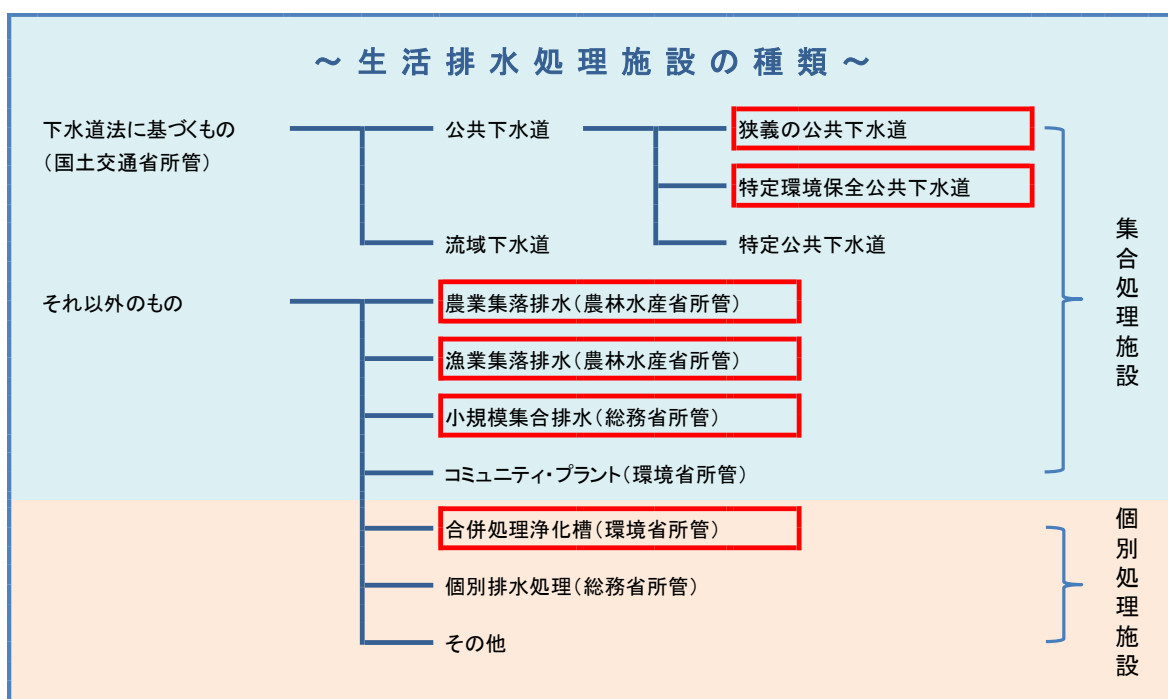 ～生活排水処理施設の種類～
下水道法に基づくもの
（国土交通省所管）
公共下水道
狭義の公共下水道
特定環境保全公共下水道
流域下水道
特定公共下水道
それ以外のもの
農業集落排水（農林水産省所管）
漁業集落排水（農林水産省所管）
小規模集合排水（総務省所管）
コミュニティ・プラント（環境省所管）
集合処理施設
合併処理浄化槽（環境省所管）
個別排水処理（総務省所管）
その他
個別処理施設